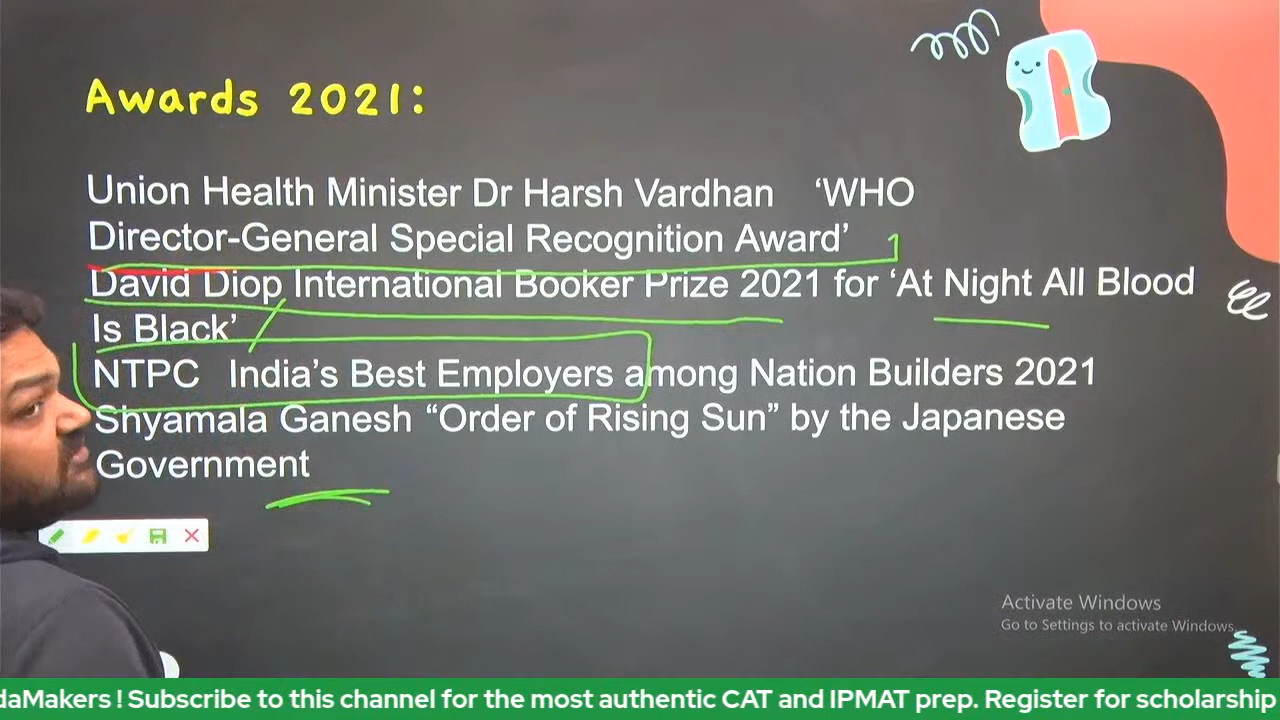 Awards 2021:
Union Health Minister Dr Harsh Vardhan ‘WHO
Director-General Special Recognition Award’
David Diop International Booker Prize 2021 for ‘At Night All Blood
Is Black’
NTPC India’s Best Employers among Nation Builders 2021
Shyamala Ganesh “Order of Rising Sun” by the Japanese
Government
Activate Windows
Go to Settings to activate Windows.
daMakers ! Subscribe to this channel for the most authentic CAT and IPMAT prep. Register for scholarship